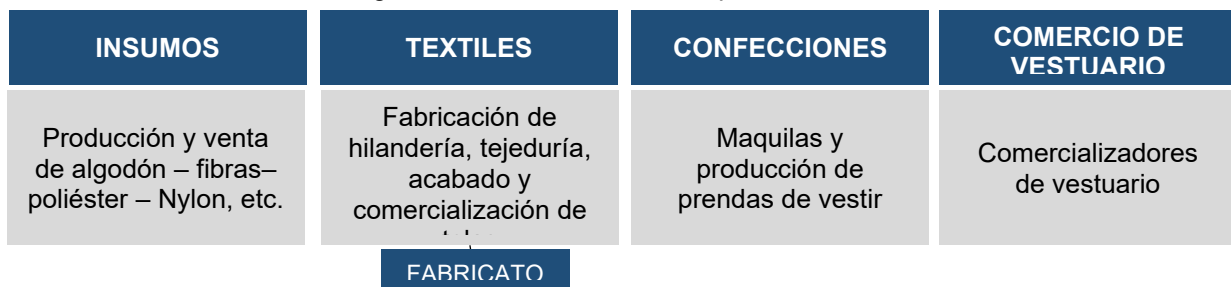 INSUMOS
Producción y venta
de algodón – fibras–
poliéster – Nylon, etc.
TEXTILES
Fabricación de
hilandería, tejeduría,
acabado y
comercialización de
FABRICATO
CONFECCIONES
Maquilas y
producción de
prendas de vestir
COMERCIO DE
VESTUARIO
Comercializadores
de vestuario